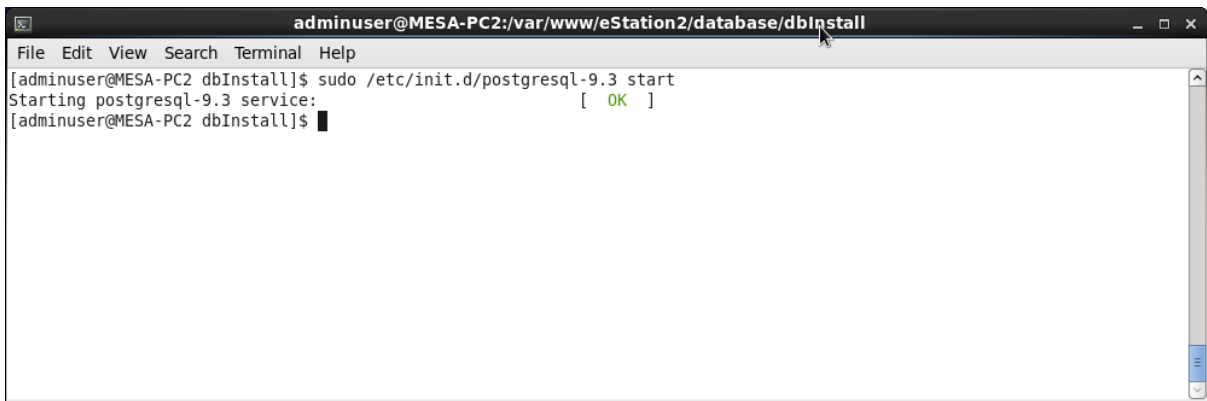 adminuser@MESA-PC2:/var/www/eStation2/database/dbInstall
File Edit View Search Terminal Help
[adminuser@MESA-PC2 dbInstall]$ sudo /etc/init.d/postgresql-9.3 start
Starting postgresql-9.3 service: [ OK ]
[adminuser@MESA-PC2 dbInstall]$